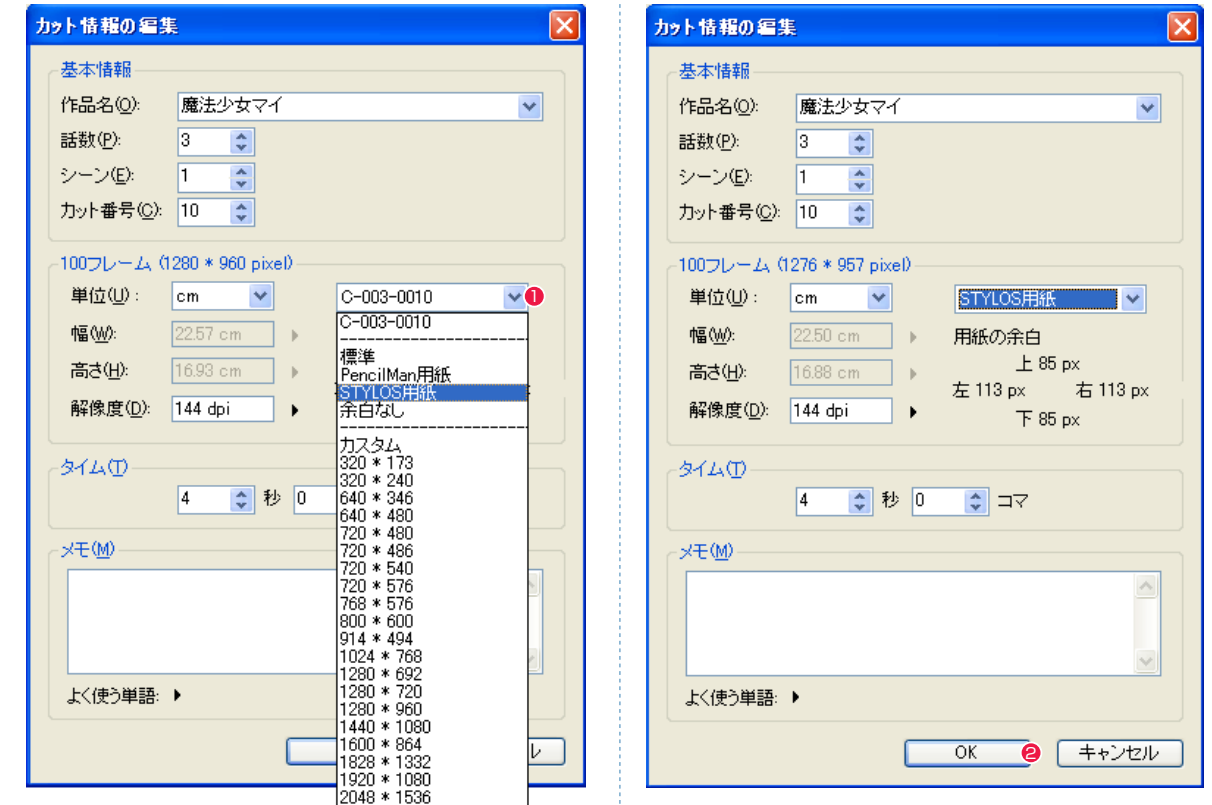 カット情報の編集
基本情報
作品名(O): 魔法少女マイ
話数(P): 3
シーン(E): 1
カット番号(C): 10
100フレーム (1280 * 960 pixel)
単位(U): cm C-003-0010 ❶
幅(W): 22.57 cm
高さ(H): 16.93 cm
解像度(D): 144 dpi
C-003-0010
--------------------
標準
PencilMan用紙
STYLOS用紙
余白なし
--------------------
カスタム
320 * 173
320 * 240
640 * 346
640 * 480
720 * 480
720 * 486
720 * 540
720 * 576
768 * 576
800 * 600
914 * 494
1024 * 768
1280 * 692
1280 * 720
1280 * 960
1440 * 1080
1600 * 864
1828 * 1332
1920 * 1080
2048 * 1536
タイム(T)
4 秒 0
メモ(M)
よく使う単語:
ル
カット情報の編集
基本情報
作品名(O): 魔法少女マイ
話数(P): 3
シーン(E): 1
カット番号(C): 10
100フレーム (1276 * 957 pixel)
単位(U): cm STYLOS用紙
幅(W): 22.50 cm 用紙の余白
高さ(H): 16.88 cm 上 85 px
左 113 px 右 113 px
解像度(D): 144 dpi 下 85 px
タイム(T)
4 秒 0 コマ
メモ(M)
よく使う単語:
OK ❷ キャンセル